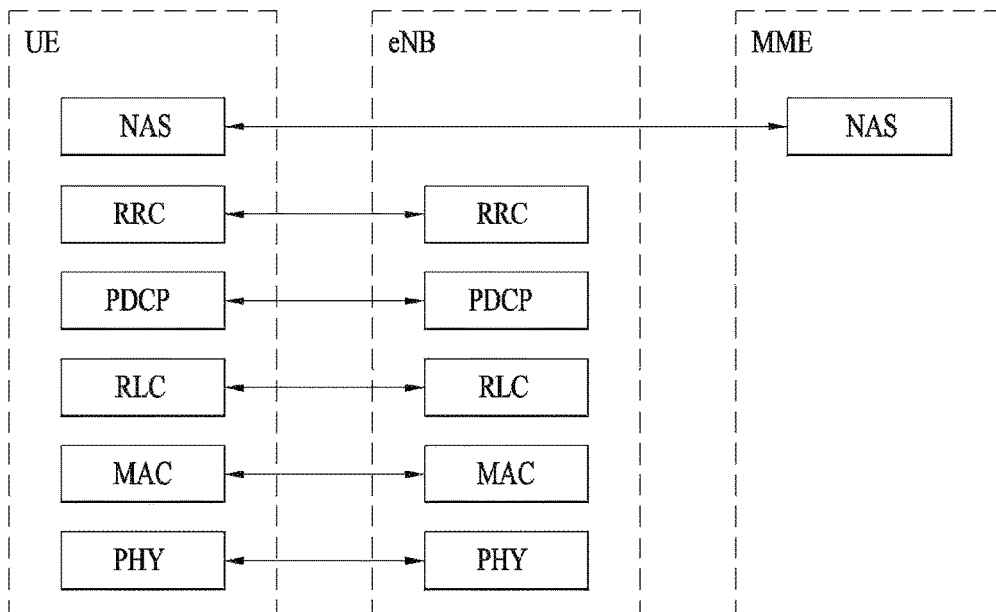 UE eNB MME
NAS NAS
RRC RRC
PDCP PDCP
RLC RLC
MAC MAC
PHY PHY